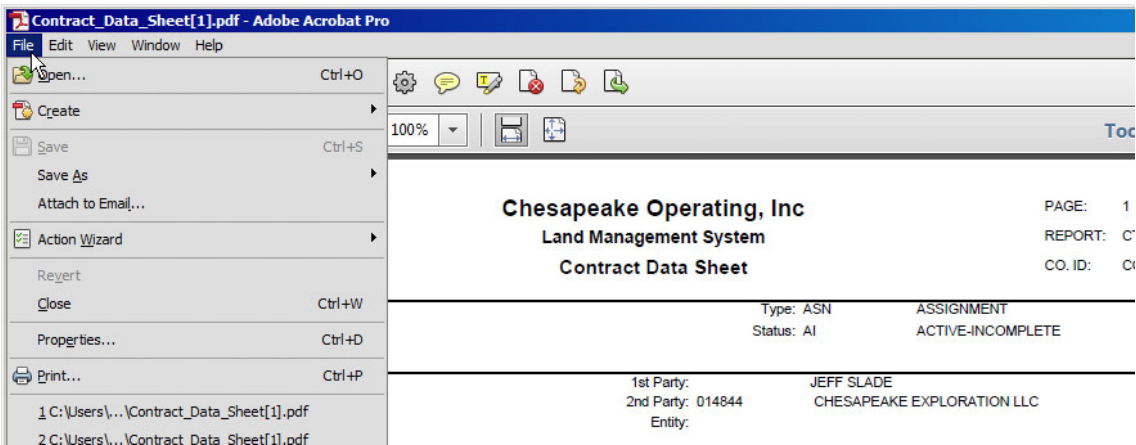 Contract_Data_Sheet[1].pdf - Adobe Acrobat Pro
File Edit View Window Help
Open... Ctrl+O
Create
100%
Save Ctrl+S
Save As
Attach to Email...
Action Wizard
Revert
Close Ctrl+W
Properties... Ctrl+D
Print... Ctrl+P
1 C:\Users\...\Contract_Data_Sheet[1].pdf
2 C:\Users\...\Contract_Data_Sheet[1].pdf
Chesapeake Operating, Inc
Land Management System
Contract Data Sheet
PAGE: 1
REPORT:
CO. ID:
Type: ASN ASSIGNMENT
Status: AI ACTIVE-INCOMPLETE
1st Party: JEFF SLADE
2nd Party: 014844 CHESAPEAKE EXPLORATION LLC
Entity: